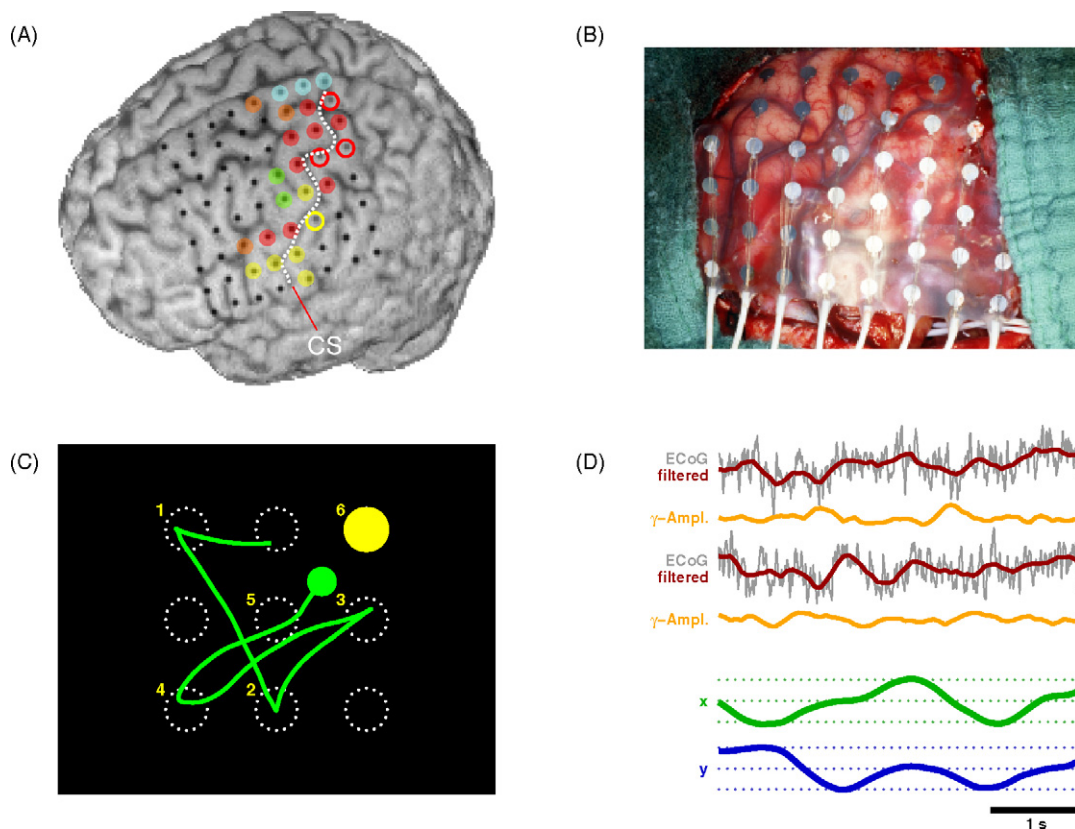 (A)
CS
(B)
(C)
1
6
5
3
4
2
(D)
ECoG
filtered
γ-Ampl.
ECoG
filtered
γ-Ampl.
x
y
1 s